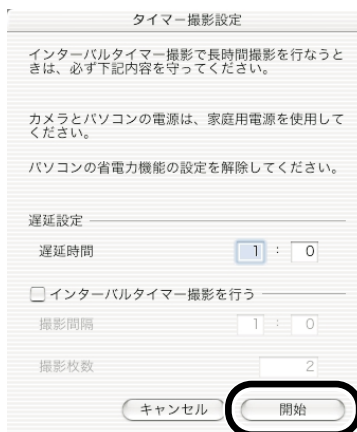 タイマー撮影設定
インターバルタイマー撮影で長時間撮影を行なうと
きは、必ず下記内容を守ってください。
カメラとパソコンの電源は、家庭用電源を使用して
ください。
パソコンの省電力機能の設定を解除してください。
遅延設定
遅延時間 1 : 0
インターバルタイマー撮影を行う
撮影間隔 1 : 0
撮影枚数 2
キャンセル 開始